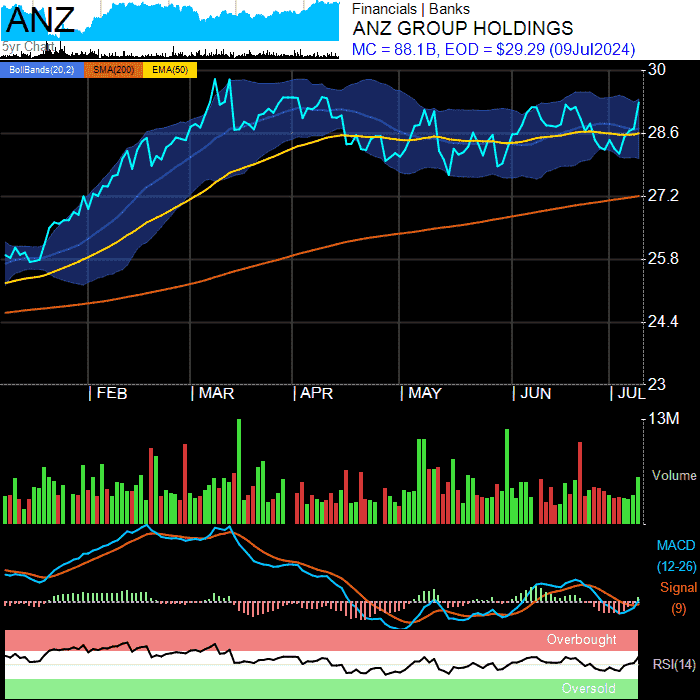 ANZ
5yr Chart
Financials | Banks
ANZ GROUP HOLDINGS
MC = 88.1B, EOD = $29.29 (09Jul2024)
BollBands(20,2) SMA(200) EMA(50)
30
28.6
27.2
25.8
24.4
23
| FEB | MAR | APR | MAY | JUN | JUL
13M
Volume
MACD
(12-26)
Signal
(9)
Overbought
RSI(14)
Oversold